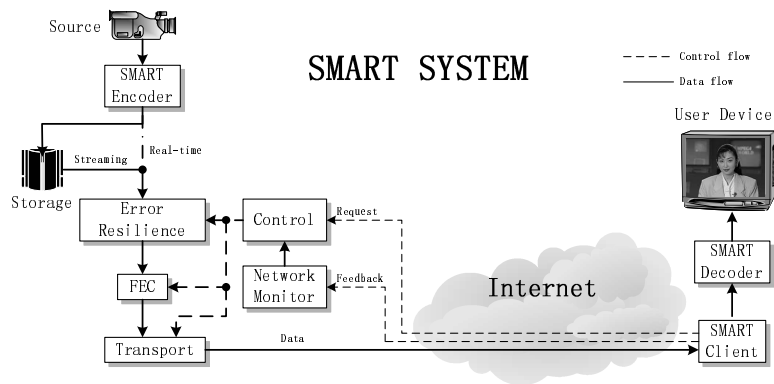 Source
SMART SYSTEM
Control flow
Data flow
SMART
Encoder
User Device
Streaming
Real-time
Storage
Error
Resilience
Control
Request
SMART
Decoder
Network
Monitor
Feedback
FEC
Internet
Transport
Data
SMART
Client